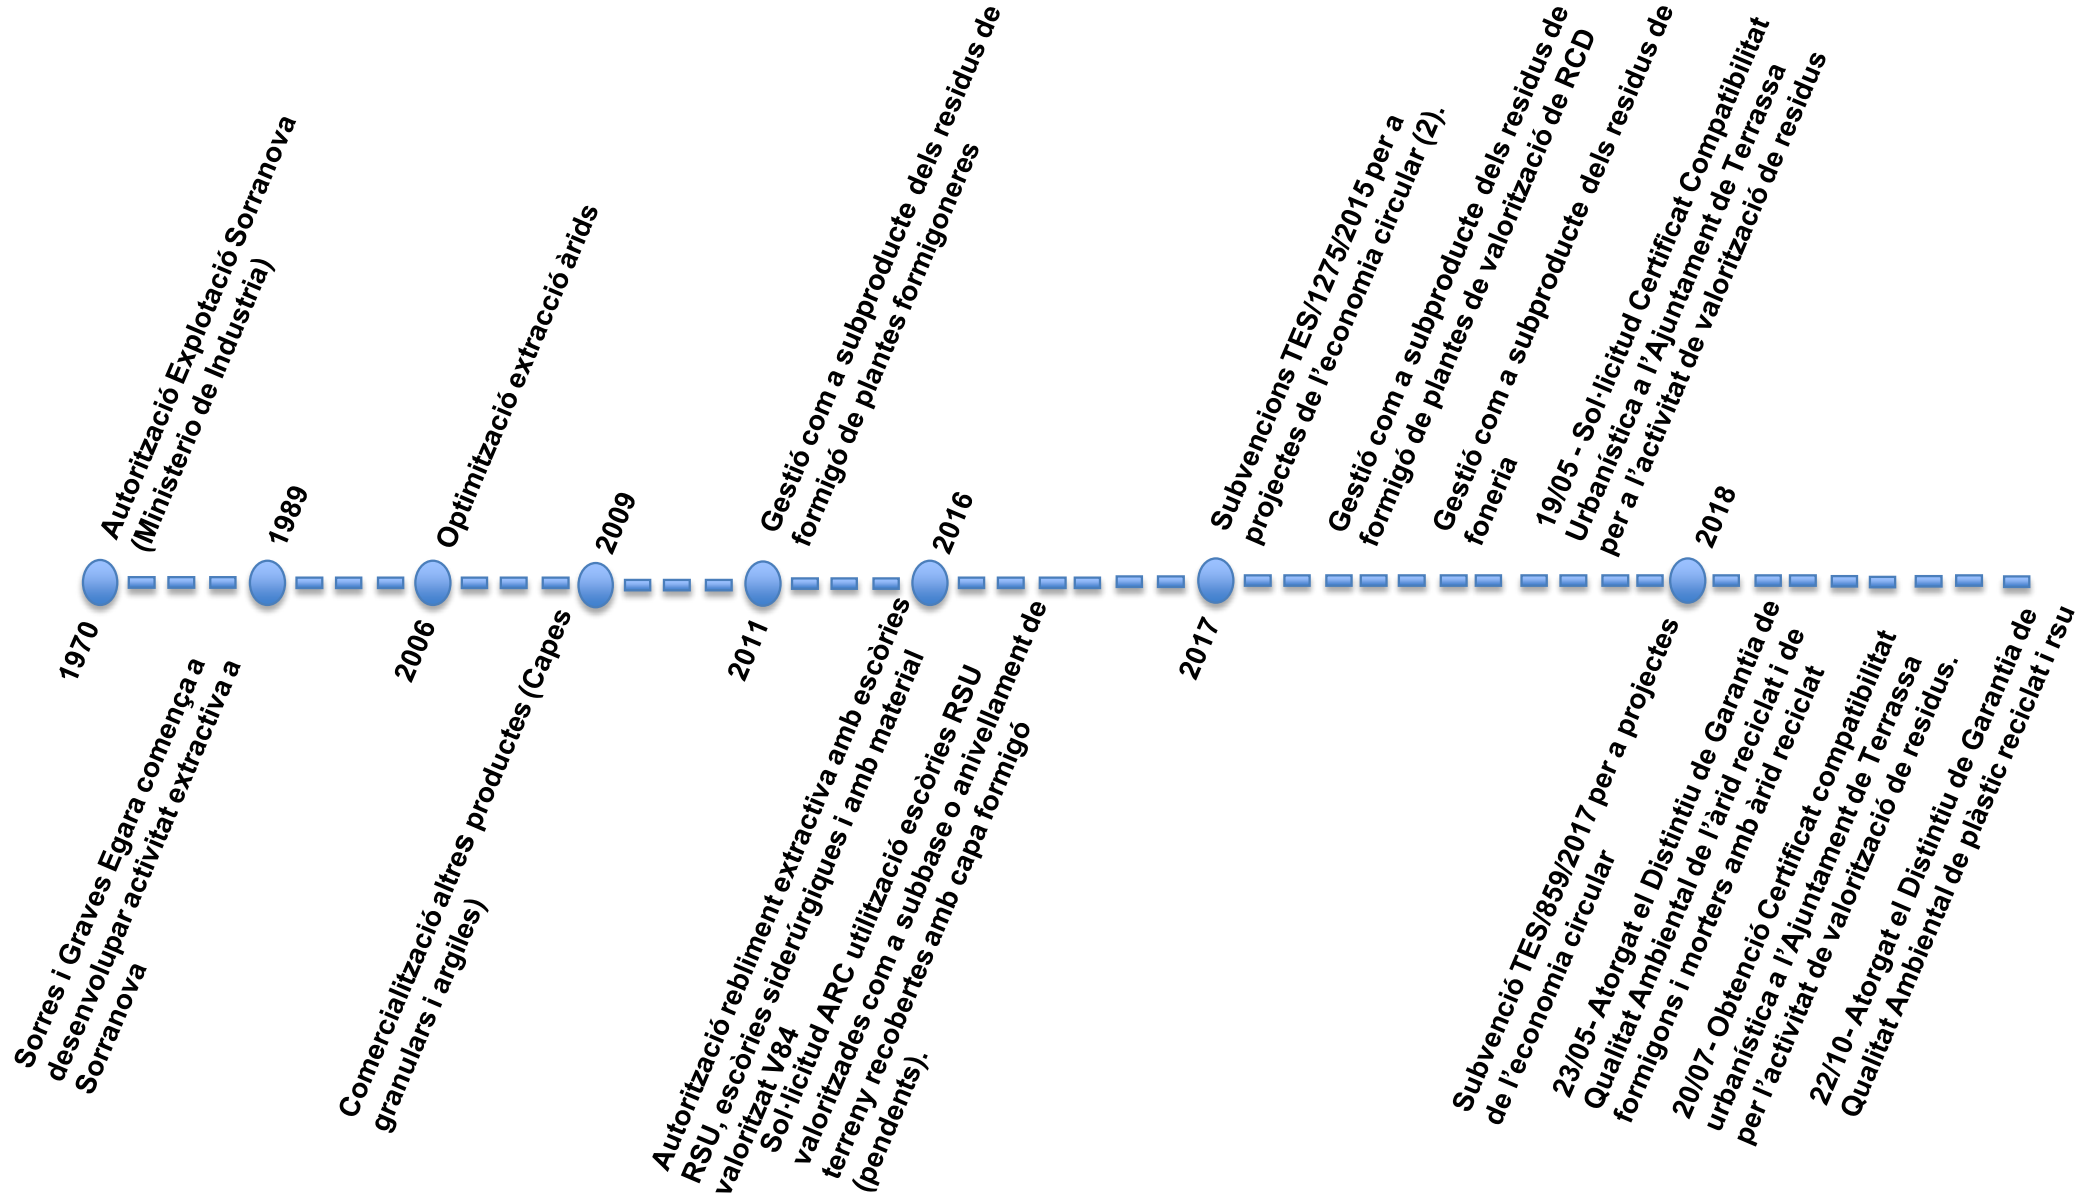 1970
Autorització Explotació Sorranova
(Ministerio de Industria)
1989
Sorres i Graves Egara comença a
desenvolupar activitat extractiva a
Sorranova
2006
Optimització extracció àrids
2009
Comercialització altres productes (Capes
granulars i argiles)
2011
Gestió com a subproducte dels residus de
formigó de plantes formigoneres
2016
Autorització rebliment extractiva amb escòries
RSU, escòries siderúrgiques i amb material
valoritzat V84
Sol·licitud ARC utilització escòries RSU
valoritzades com a subbase o anivellament de
terreny recobertes amb capa formigó
(pendents).
2017
Subvencions TES/1275/2015 per a
projectes de l'economia circular (2).
Gestió com a subproducte dels residus de
formigó de plantes de valorització de RCD
Gestió com a subproducte dels residus de
foneria
19/05 - Sol·licitud Certificat Compatibilitat
Urbanística a l'Ajuntament de Terrassa
per a l'activitat de valorització de residus
2018
Subvenció TES/859/2017 per a projectes
de l'economia circular
23/05- Atorgat el Distintiu de Garantia de
Qualitat Ambiental de l'àrid reciclat i de
formigons i morters amb àrid reciclat
20/07- Obtenció Certificat compatibilitat
urbanística a l'Ajuntament de Terrassa
per l'activitat de valorització de residus.
22/10- Atorgat el Distintiu de Garantia de
Qualitat Ambiental de plàstic reciclat i rsu